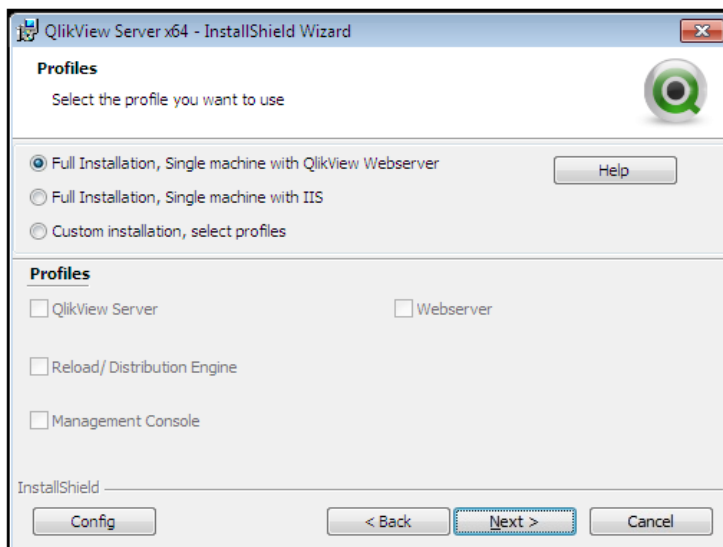 QlikView Server x64 - InstallShield Wizard
Profiles
Select the profile you want to use
Full Installation, Single machine with QlikView Webserver
Help
Full Installation, Single machine with IIS
Custom installation, select profiles
Profiles
QlikView Server
Webserver
Reload/ Distribution Engine
Management Console
InstallShield
Config
< Back
Next >
Cancel